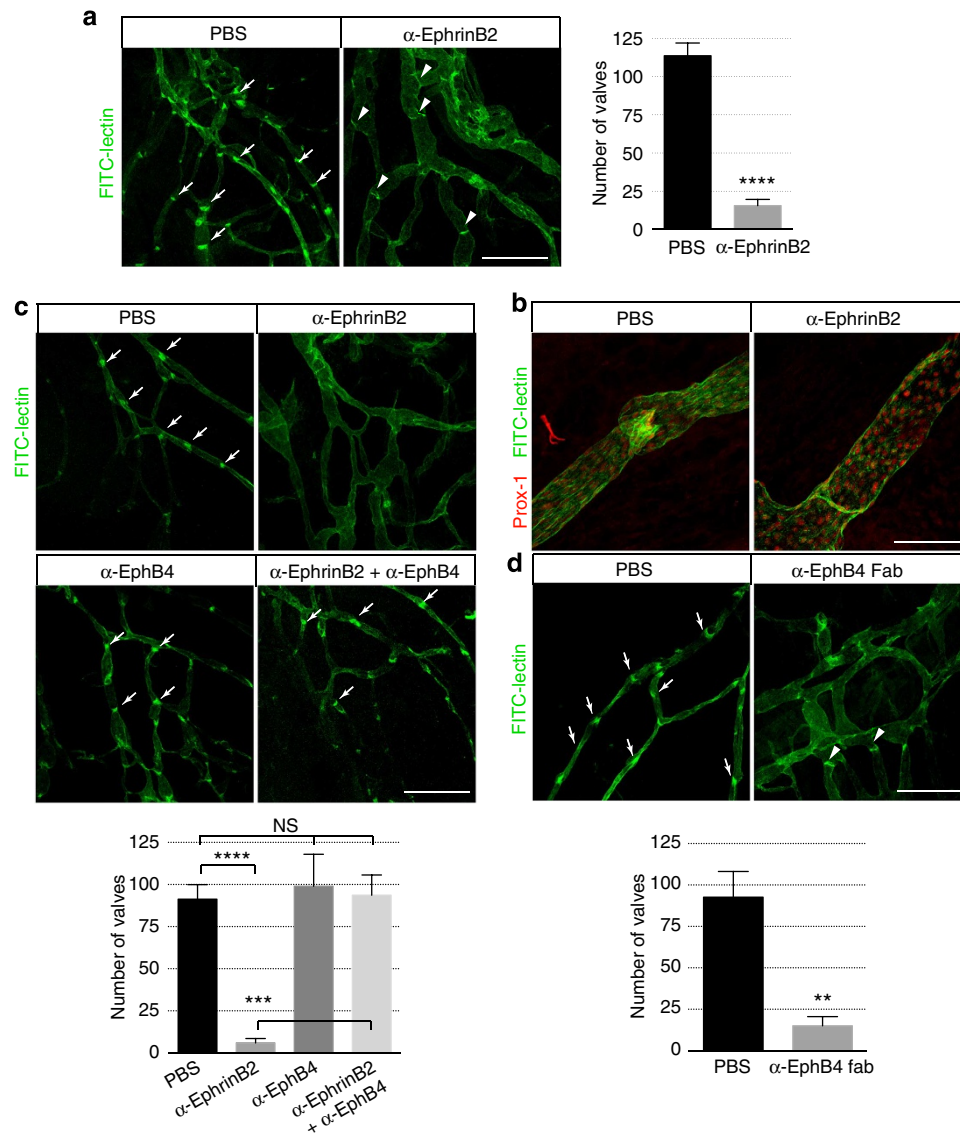 a
PBS
α-EphrinB2
FITC-lectin
Number of valves
125
100
75
50
25
0
****
PBS
α-EphrinB2
c
PBS
α-EphrinB2
FITC-lectin
α-EphB4
α-EphrinB2 + α-EphB4
Number of valves
125
100
75
50
25
0
NS
****
***
PBS
α-EphrinB2
α-EphB4
α-EphrinB2
+ α-EphB4
b
PBS
α-EphrinB2
Prox-1 FITC-lectin
d
PBS
α-EphB4 Fab
FITC-lectin
Number of valves
125
100
75
50
25
0
**
PBS
α-EphB4 fab